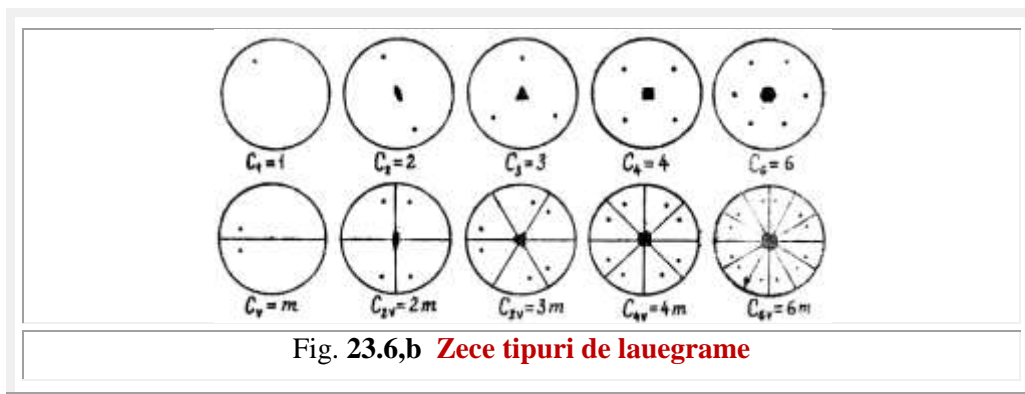 C₁=1 C₂=2 C₃=3 C₄=4 C₆=6
Cᵥ=m C₂ᵥ=2m C₃ᵥ=3m C₄ᵥ=4m C₆ᵥ=6m
Fig. 23.6,b Zece tipuri de lauegrame